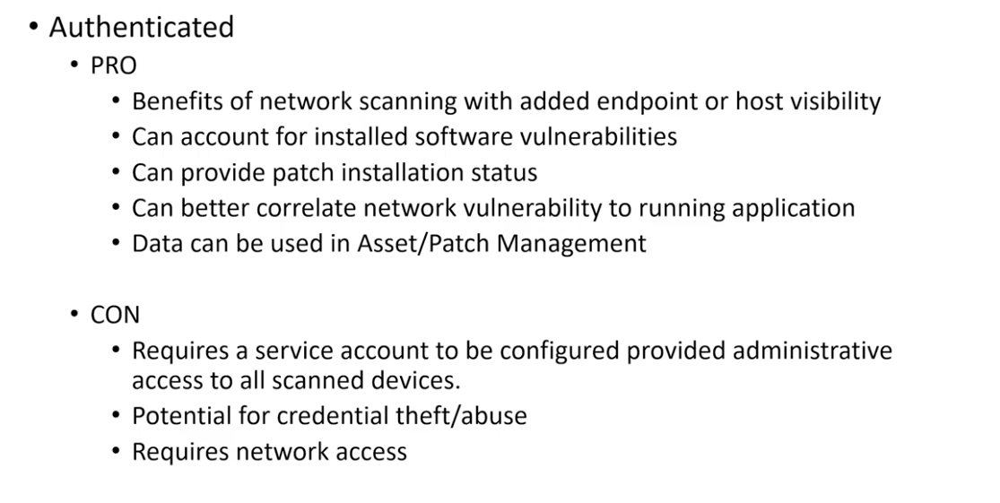 • Authenticated
• PRO
• Benefits of network scanning with added endpoint or host visibility
• Can account for installed software vulnerabilities
• Can provide patch installation status
• Can better correlate network vulnerability to running application
• Data can be used in Asset/Patch Management
• CON
• Requires a service account to be configured provided administrative
access to all scanned devices.
• Potential for credential theft/abuse
• Requires network access